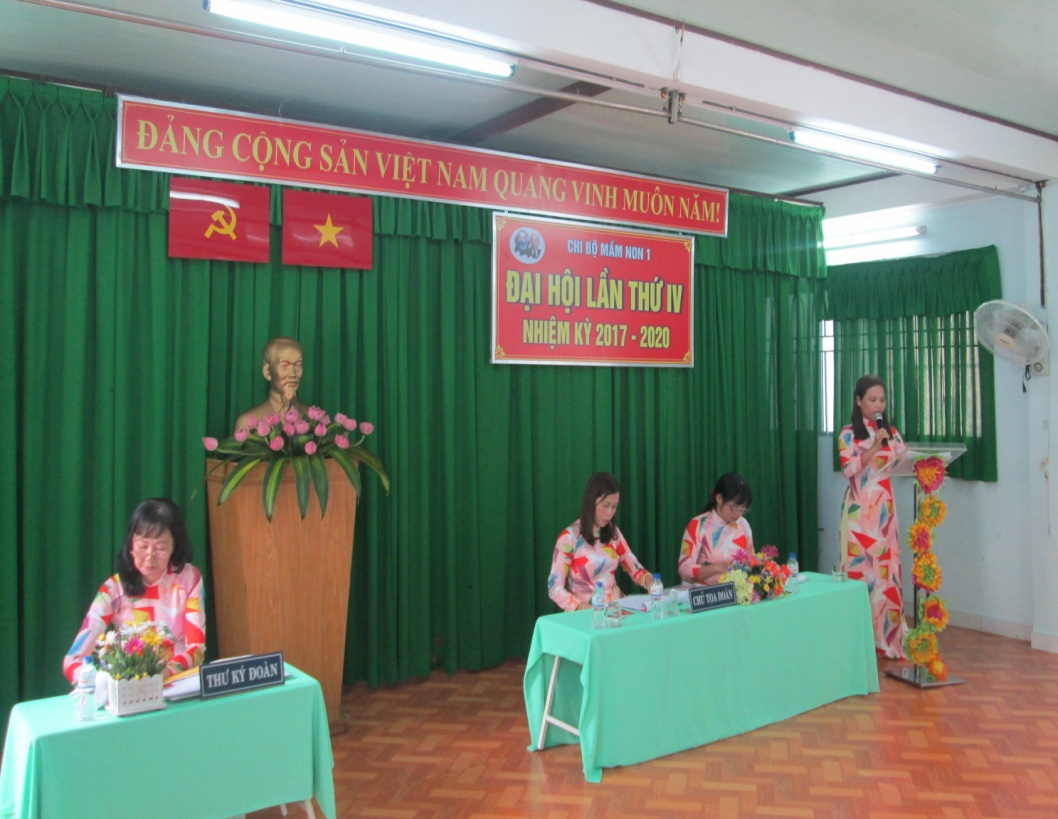 ĐẢNG CỘNG SẢN VIỆT NAM QUANG VINH MUÔN NĂM!
CHI BỘ MẦM NON 1
ĐẠI HỘI LẦN THỨ IV
NHIỆM KỲ 2017 - 2020
CHỦ TỌA ĐOÀN
THƯ KÝ ĐOÀN